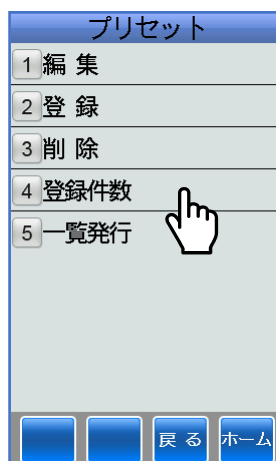 プリセット
1 編 集
2 登 録
3 削 除
4 登録件数
5 一覧発行
戻 る ホーム